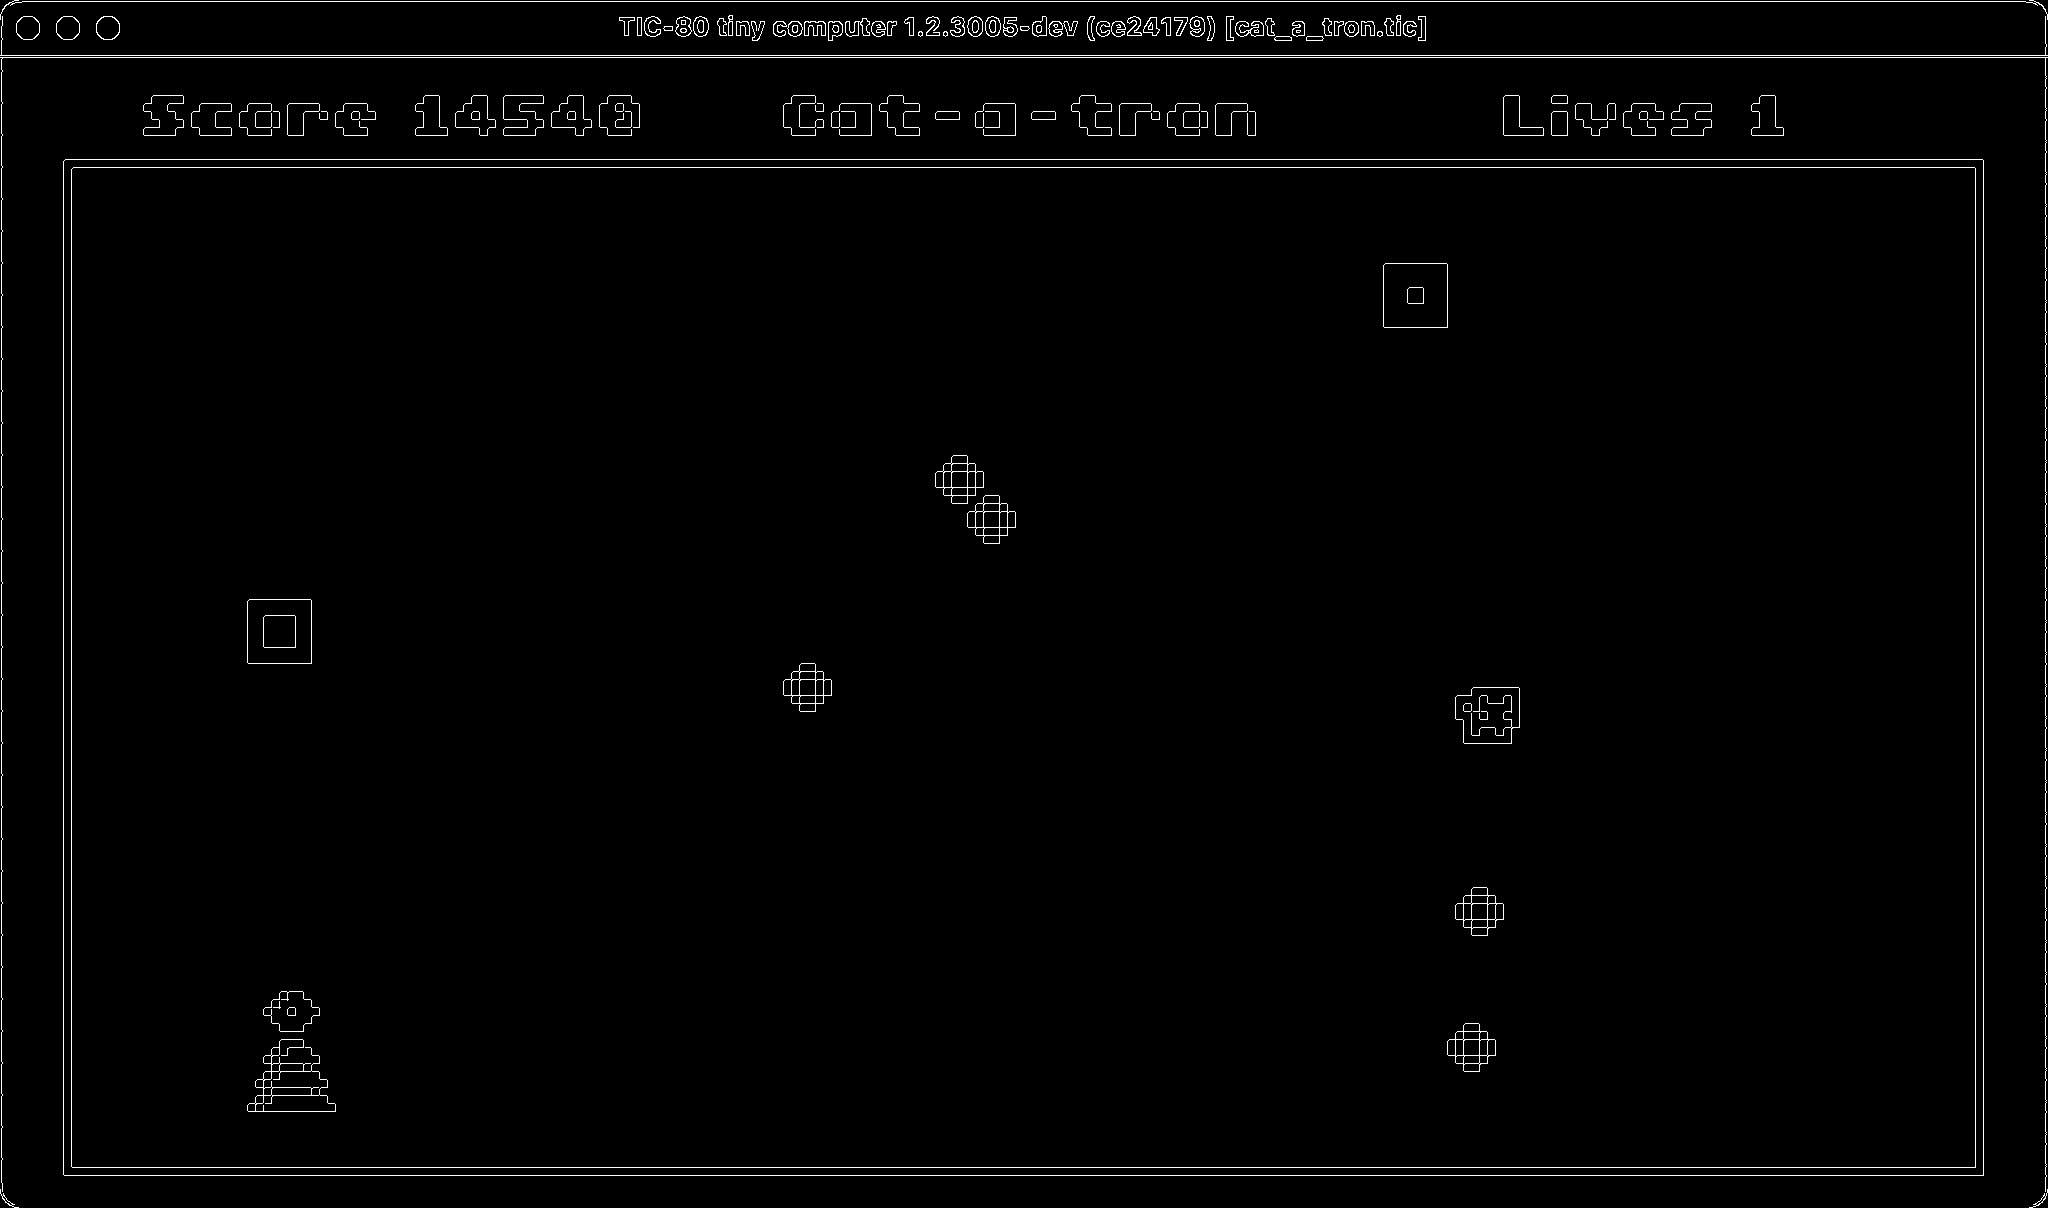 TIC-80 tiny computer 1.2.3005-dev (ce24179) [cat_a_tron.tic]
Score 14540 Cat-a-tron Lives 1